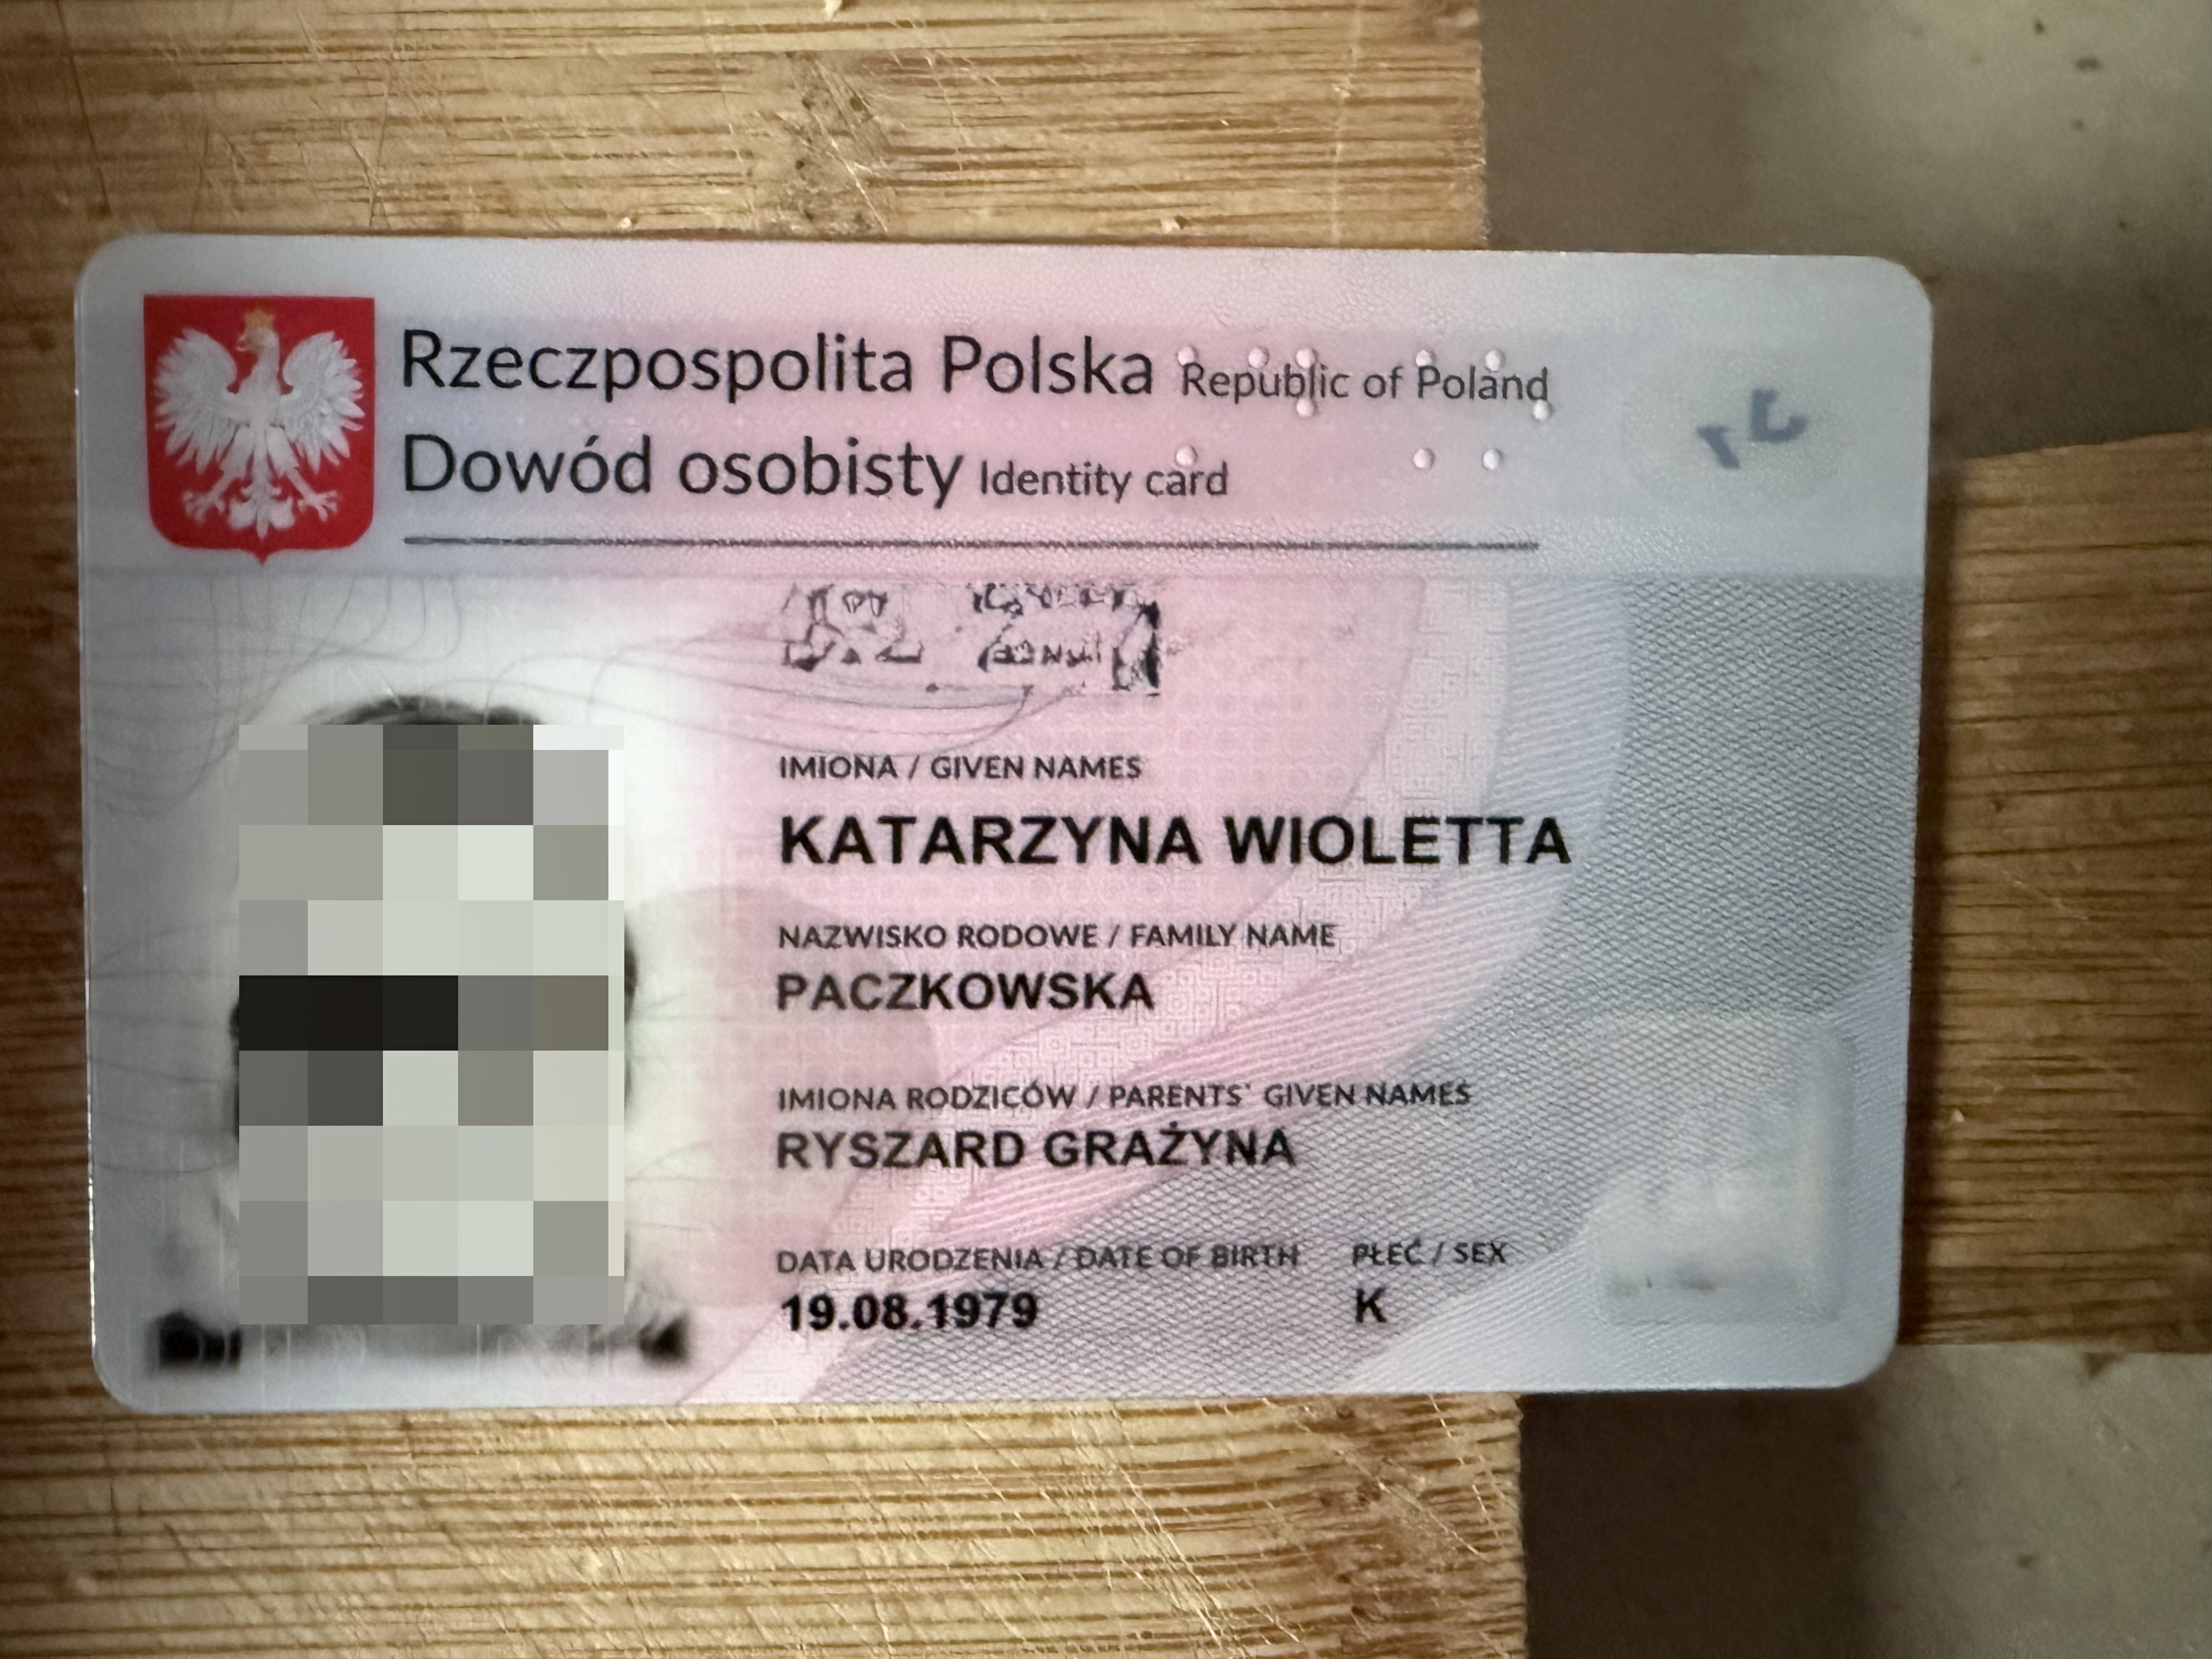 Rzeczpospolita Polska Republic of Poland
Dowód osobisty Identity card
IMIONA / GIVEN NAMES
KATARZYNA WIOLETTA
NAZWISKO RODOWE / FAMILY NAME
PACZKOWSKA
IMIONA RODZICÓW / PARENTS' GIVEN NAMES
RYSZARD GRAŻYNA
DATA URODZENIA / DATE OF BIRTH PŁEĆ / SEX
19.08.1979 K